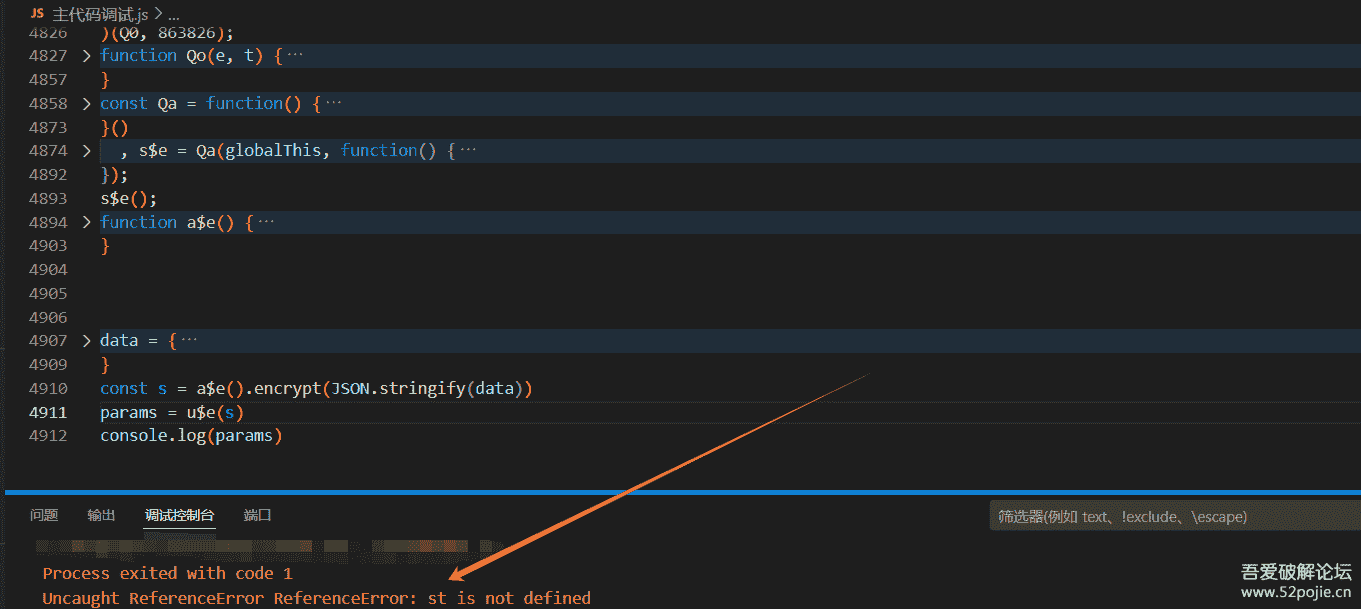 JS 主代码调试.js > ...
4826 )(Q0, 863826);
4827 > function Qo(e, t) { ···
4857 }
4858 > const Qa = function() { ···
4873 }()
4874 > , s$e = Qa(globalThis, function() { ···
4892 });
4893 s$e();
4894 > function a$e() { ···
4903 }
4904
4905
4906
4907 > data = { ···
4909 }
4910 const s = a$e().encrypt(JSON.stringify(data))
4911 params = u$e(s)
4912 console.log(params)
问题 输出 调试控制台 端口 筛选器(例如 text、!exclude、\escape)
Process exited with code 1
Uncaught ReferenceError ReferenceError: st is not defined
吾爱破解论坛
www.52pojie.cn